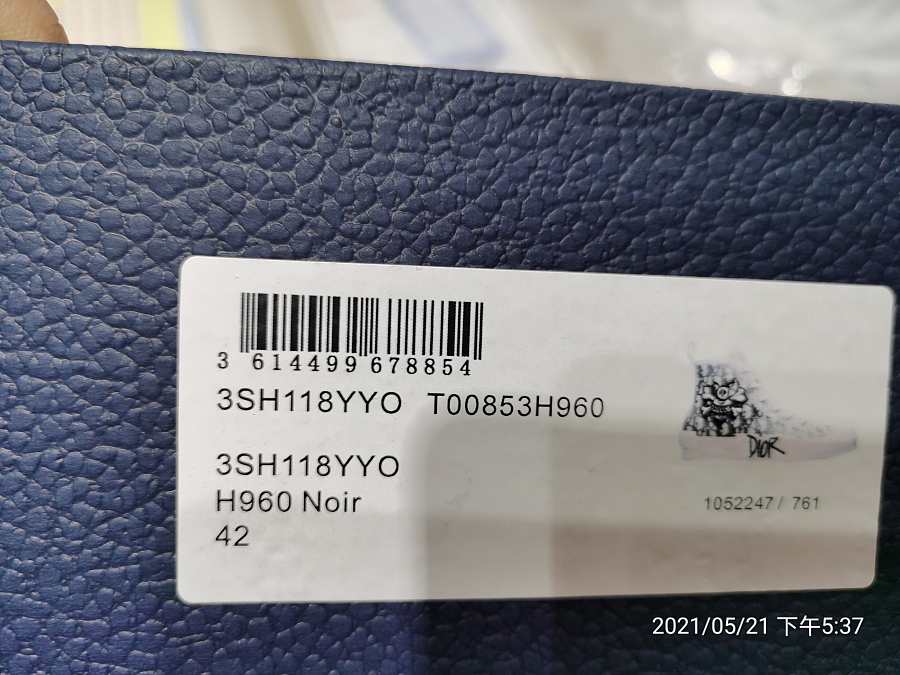 3 614499 678854
3SH118YYO T00853H960
3SH118YYO
H960 Noir
42
DIOR
1052247 / 761
2021/05/21 下午5:37